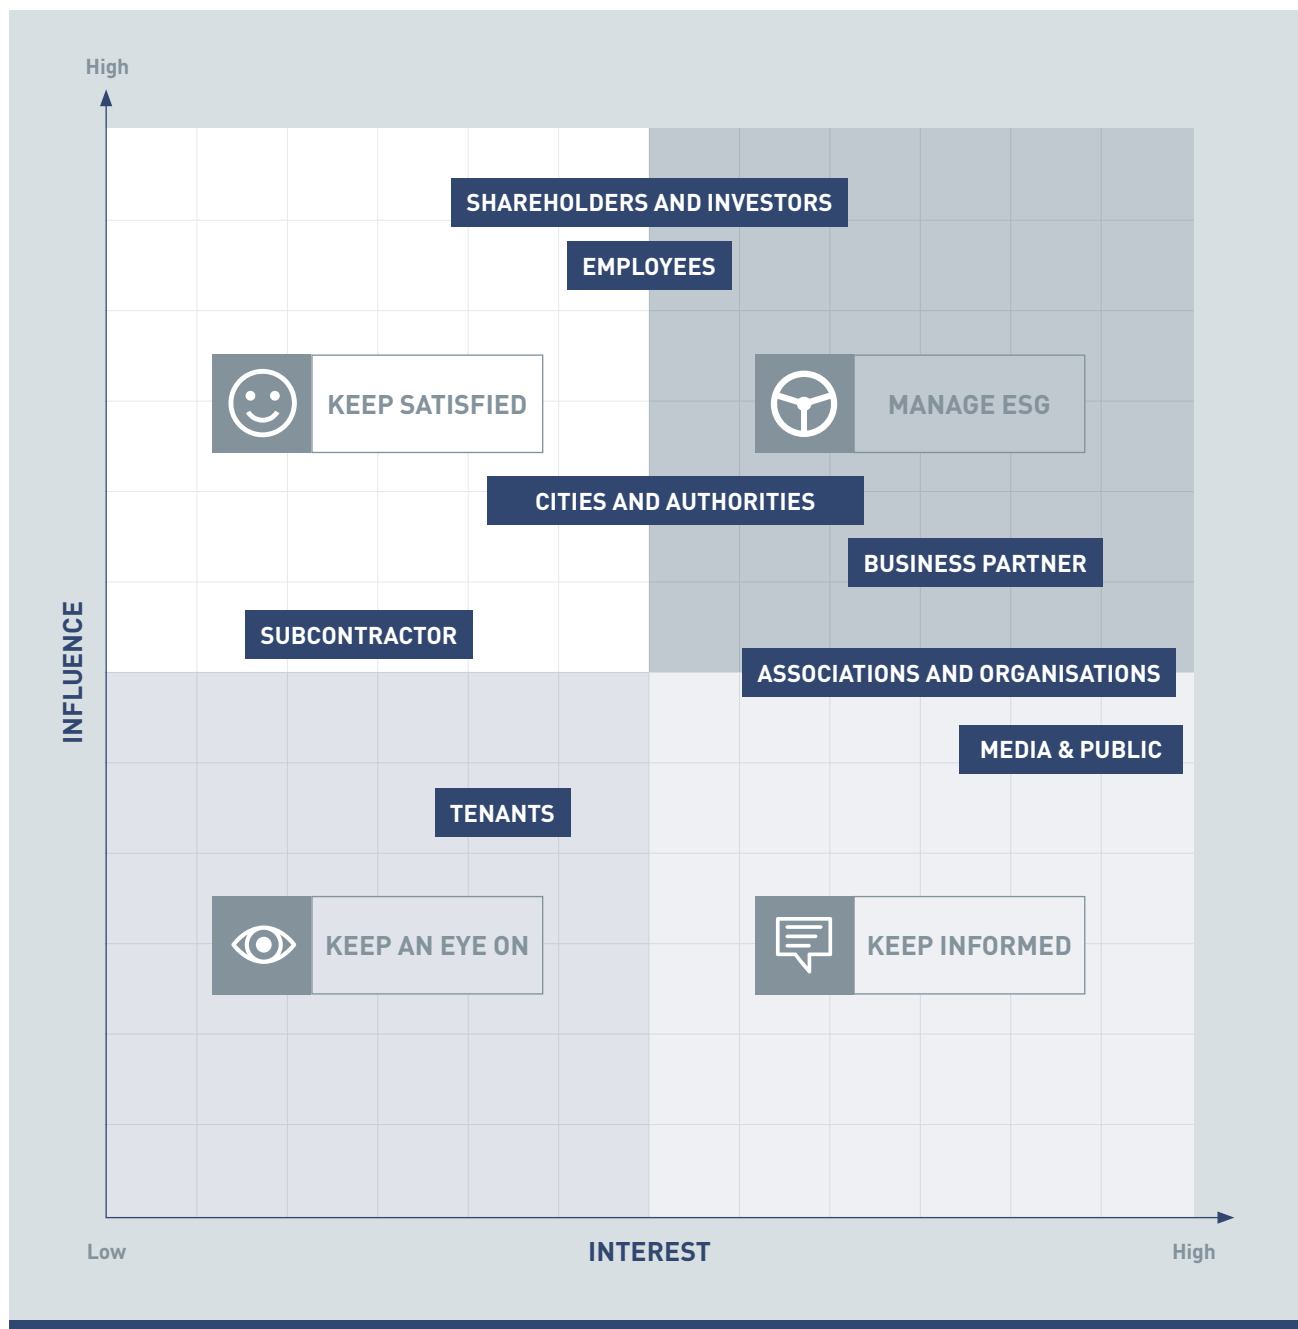 High
SHAREHOLDERS AND INVESTORS
EMPLOYEES
KEEP SATISFIED
MANAGE ESG
CITIES AND AUTHORITIES
BUSINESS PARTNER
SUBCONTRACTOR
INFLUENCE
ASSOCIATIONS AND ORGANISATIONS
MEDIA & PUBLIC
TENANTS
KEEP AN EYE ON
KEEP INFORMED
Low
INTEREST
High